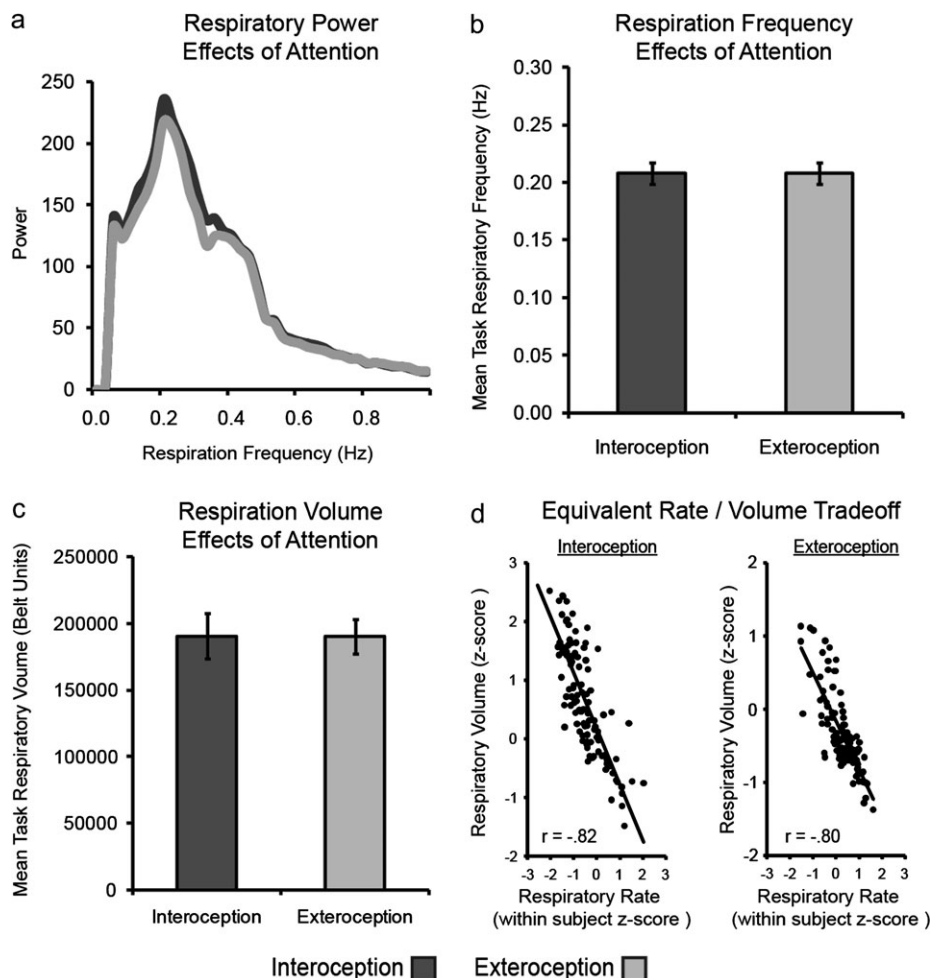 a
Respiratory Power
Effects of Attention
250
200
150
100
50
0
Power
0.0 0.2 0.4 0.6 0.8
Respiration Frequency (Hz)
b
Respiration Frequency
Effects of Attention
0.30
0.25
0.20
0.15
0.10
0.05
0.00
Mean Task Respiratory Frequency (Hz)
Interoception Exteroception
c
Respiration Volume
Effects of Attention
250000
200000
150000
100000
50000
0
Mean Task Respiratory Voume (Belt Units)
Interoception Exteroception
d Equivalent Rate / Volume Tradeoff
Interoception
3
2
1
0
-1
-2
Respiratory Volume (z-score )
r = -.82
-3 -2 -1 0 1 2 3
Respiratory Rate
(within subject z-score )
Exteroception
2
1
0
-1
-2
Respiratory Volume (z-score )
r = -.80
-3 -2 -1 0 1 2 3
Respiratory Rate
(within subject z-score )
Interoception Exteroception